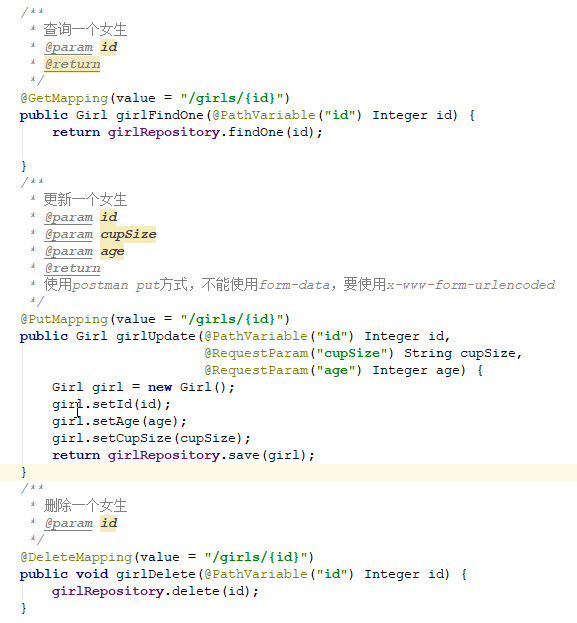 /**
 * 查询一个女生
 * @param id
 * @return
 */
@GetMapping(value = "/girls/{id}")
public Girl girlFindOne(@PathVariable("id") Integer id) {
    return girlRepository.findOne(id);
}
/**
 * 更新一个女生
 * @param id
 * @param cupSize
 * @param age
 * @return
 * 使用postman put方式，不能使用form-data，要使用x-www-form-urlencoded
 */
@PutMapping(value = "/girls/{id}")
public Girl girlUpdate(@PathVariable("id") Integer id,
                       @RequestParam("cupSize") String cupSize,
                       @RequestParam("age") Integer age) {
    Girl girl = new Girl();
    girl.setId(id);
    girl.setAge(age);
    girl.setCupSize(cupSize);
    return girlRepository.save(girl);
}
/**
 * 删除一个女生
 * @param id
 */
@DeleteMapping(value = "/girls/{id}")
public void girlDelete(@PathVariable("id") Integer id) {
    girlRepository.delete(id);
}